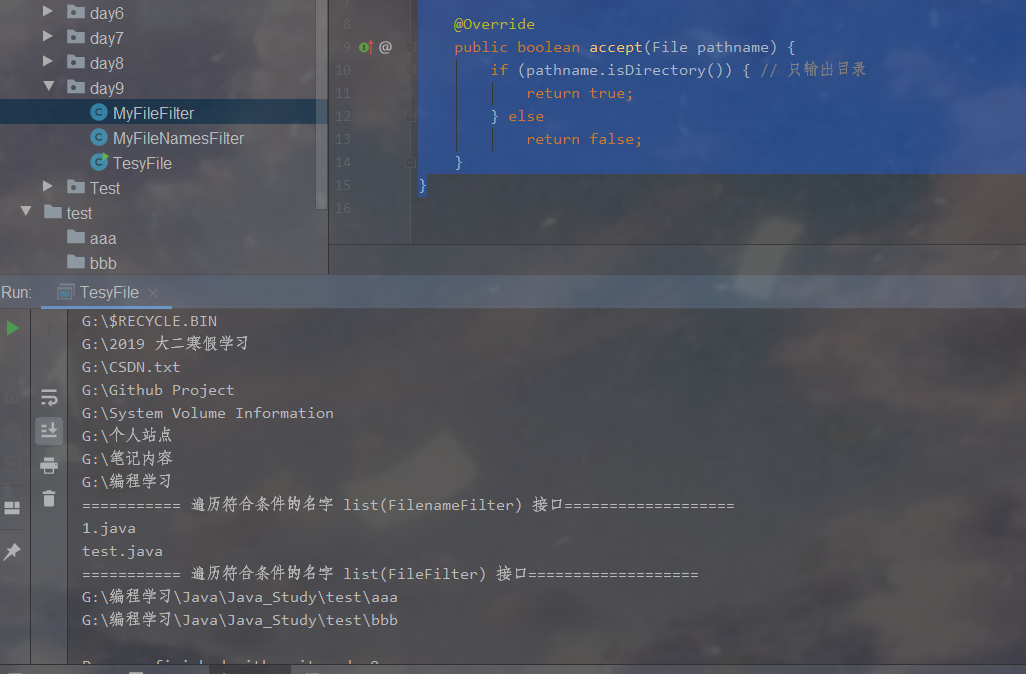 day6
day7
day8
day9
MyFileFilter
MyFileNamesFilter
TesyFile
Test
test
aaa
bbb
7
8 @Override
9 public boolean accept(File pathname) {
10 if (pathname.isDirectory()) { // 只输出目录
11 return true;
12 } else
13 return false;
14 }
15 }
16
Run: TesyFile
G:\$RECYCLE.BIN
G:\2019 大二寒假学习
G:\CSDN.txt
G:\Github Project
G:\System Volume Information
G:\个人站点
G:\笔记内容
G:\编程学习
=========== 遍历符合条件的名字 list(FilenameFilter) 接口===================
1.java
test.java
=========== 遍历符合条件的名字 list(FileFilter) 接口===================
G:\编程学习\Java\Java_Study\test\aaa
G:\编程学习\Java\Java_Study\test\bbb